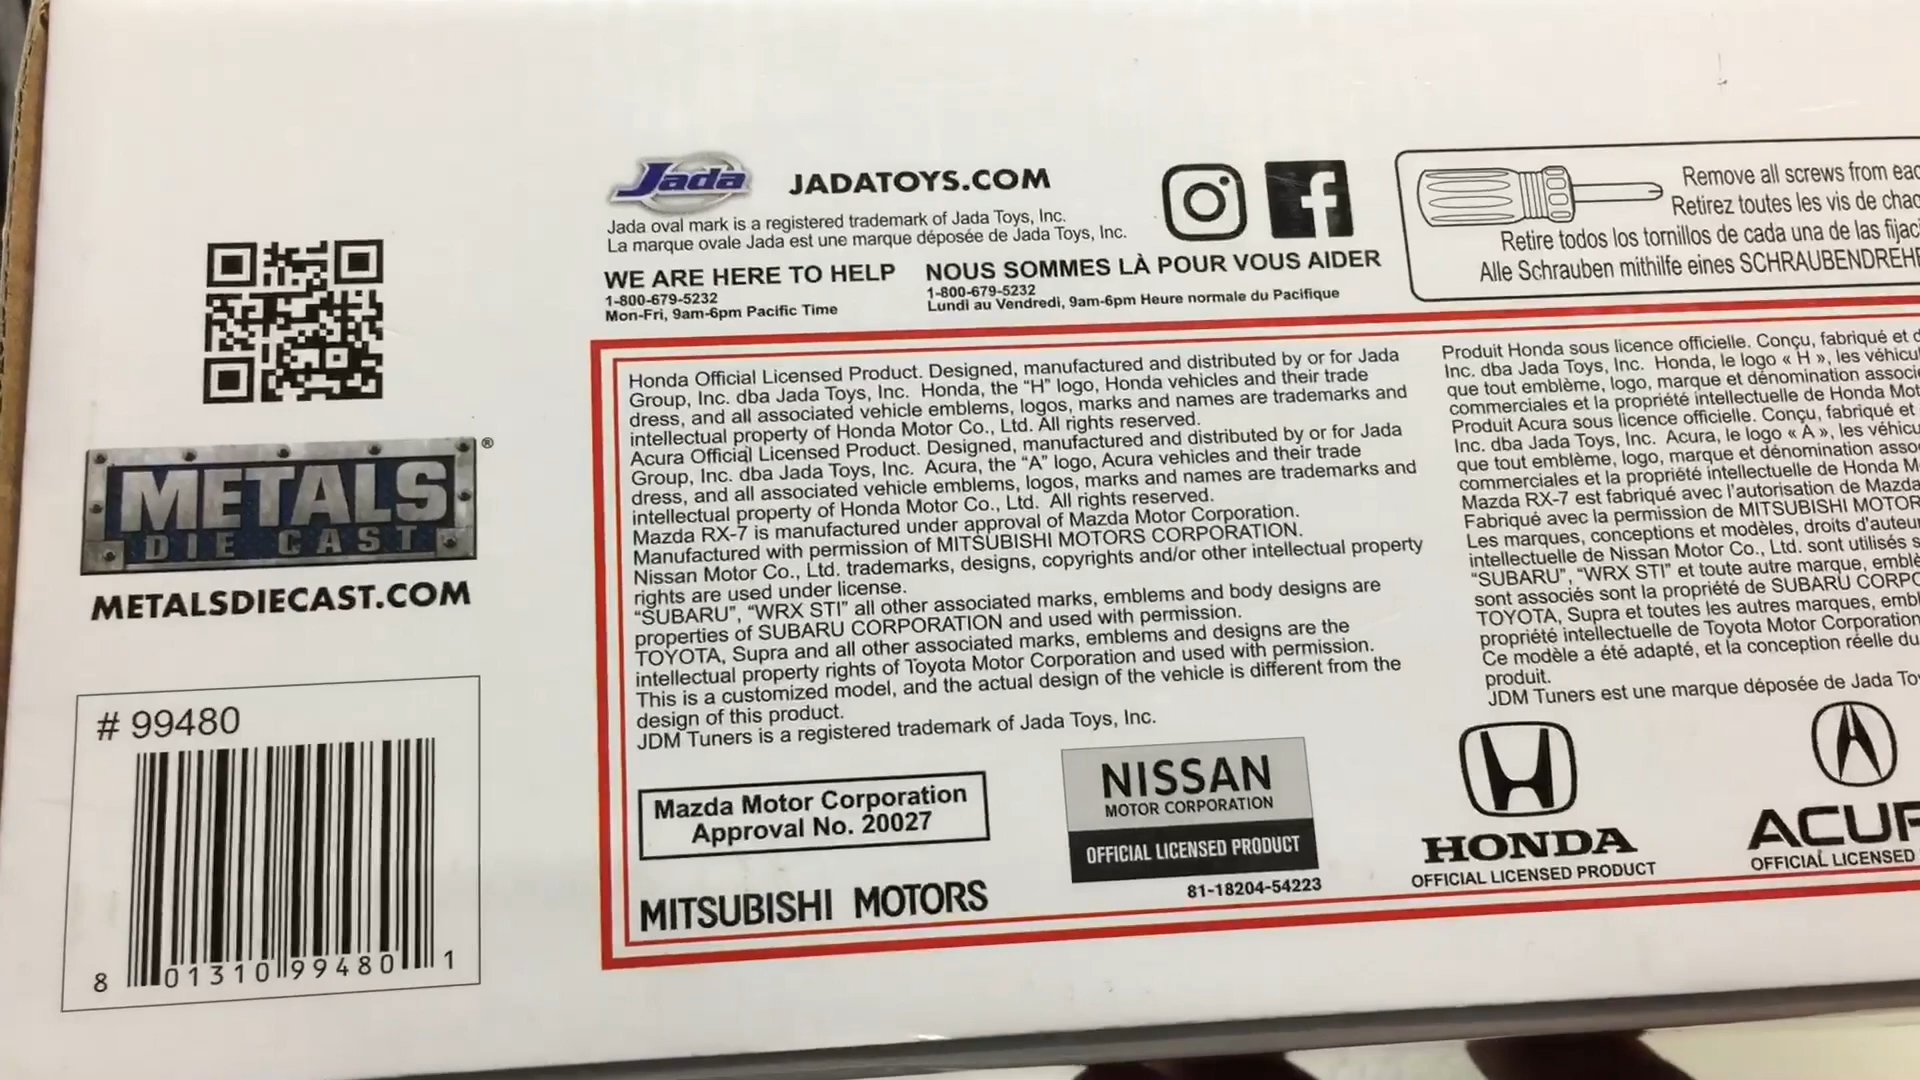 Jada
JADATOYS.COM
Jada oval mark is a registered trademark of Jada Toys, Inc.
La marque ovale Jada est une marque déposée de Jada Toys, Inc.
WE ARE HERE TO HELP
1-800-679-5232
Mon-Fri, 9am-6pm Pacific Time
NOUS SOMMES LÀ POUR VOUS AIDER
1-800-679-5232
Lundi au Vendredi, 9am-6pm Heure normale du Pacifique
Remove all screws from eac
Retirez toutes les vis de chac
Retire todos los tornillos de cada una de las fijaci
Alle Schrauben mithilfe eines SCHRAUBENDREHE
METALS
DIE CAST
®
METALSDIECAST.COM
# 99480
8 01310 99480 1
Honda Official Licensed Product. Designed, manufactured and distributed by or for Jada
Group, Inc. dba Jada Toys, Inc. Honda, the “H” logo, Honda vehicles and their trade
dress, and all associated vehicle emblems, logos, marks and names are trademarks and
intellectual property of Honda Motor Co., Ltd. All rights reserved.
Acura Official Licensed Product. Designed, manufactured and distributed by or for Jada
Group, Inc. dba Jada Toys, Inc. Acura, the “A” logo, Acura vehicles and their trade
dress, and all associated vehicle emblems, logos, marks and names are trademarks and
intellectual property of Honda Motor Co., Ltd. All rights reserved.
Mazda RX-7 is manufactured under approval of Mazda Motor Corporation.
Manufactured with permission of MITSUBISHI MOTORS CORPORATION.
Nissan Motor Co., Ltd. trademarks, designs, copyrights and/or other intellectual property
rights are used under license.
“SUBARU”, “WRX STI” all other associated marks, emblems and body designs are
properties of SUBARU CORPORATION and used with permission.
TOYOTA, Supra and all other associated marks, emblems and designs are the
intellectual property rights of Toyota Motor Corporation and used with permission.
This is a customized model, and the actual design of the vehicle is different from the
design of this product.
JDM Tuners is a registered trademark of Jada Toys, Inc.
Produit Honda sous licence officielle. Conçu, fabriqué et d
Inc. dba Jada Toys, Inc. Honda, le logo « H », les véhicul
que tout emblème, logo, marque et dénomination associé
commerciales et la propriété intellectuelle de Honda Mot
Produit Acura sous licence officielle. Conçu, fabriqué et
Inc. dba Jada Toys, Inc. Acura, le logo « A », les véhicu
que tout emblème, logo, marque et dénomination asso
commerciales et la propriété intellectuelle de Honda M
Mazda RX-7 est fabriqué avec l'autorisation de Mazda
Fabriqué avec la permission de MITSUBISHI MOTOR
Les marques, conceptions et modèles, droits d'auteur
intellectuelle de Nissan Motor Co., Ltd. sont utilisés s
“SUBARU”, “WRX STI” et toute autre marque, emblè
sont associés sont la propriété de SUBARU CORPO
TOYOTA, Supra et toutes les autres marques, embl
propriété intellectuelle de Toyota Motor Corporation
Ce modèle a été adapté, et la conception réelle du
produit.
JDM Tuners est une marque déposée de Jada To
Mazda Motor Corporation
Approval No. 20027
MITSUBISHI MOTORS
NISSAN
MOTOR CORPORATION
OFFICIAL LICENSED PRODUCT
81-18204-54223
HONDA
OFFICIAL LICENSED PRODUCT
ACUR
OFFICIAL LICENSED